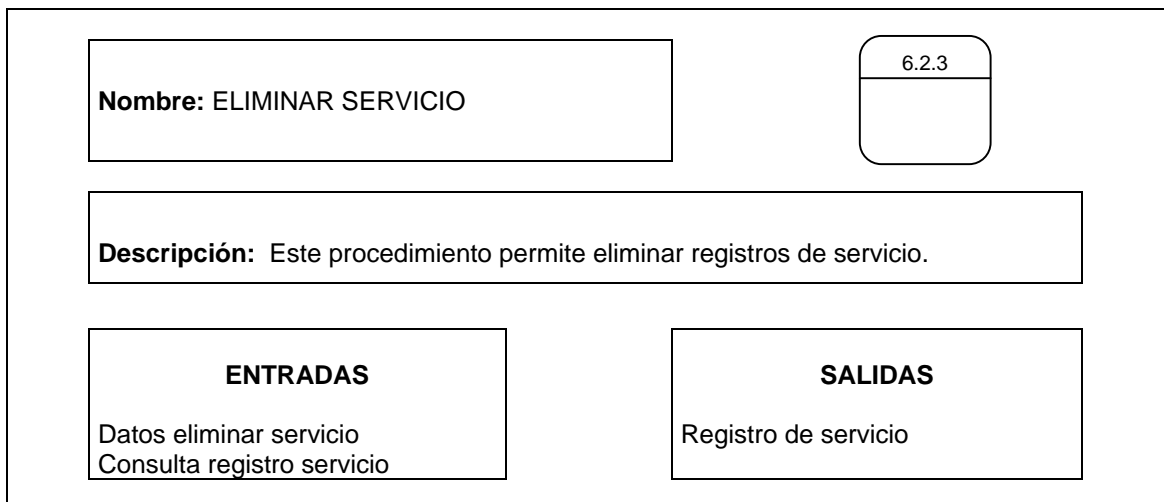 6.2.3
Nombre: ELIMINAR SERVICIO
Descripción: Este procedimiento permite eliminar registros de servicio.
ENTRADAS
Datos eliminar servicio
Consulta registro servicio
SALIDAS
Registro de servicio